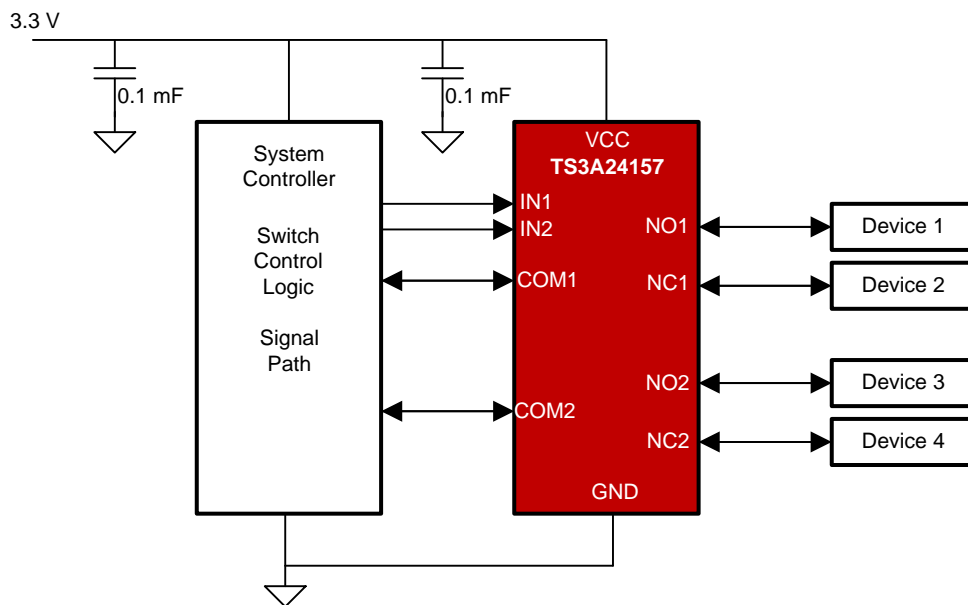 3.3 V
0.1 mF
0.1 mF
System
Controller
Switch
Control
Logic
Signal
Path
VCC
TS3A24157
IN1
IN2
COM1
COM2
NO1
NC1
NO2
NC2
GND
Device 1
Device 2
Device 3
Device 4